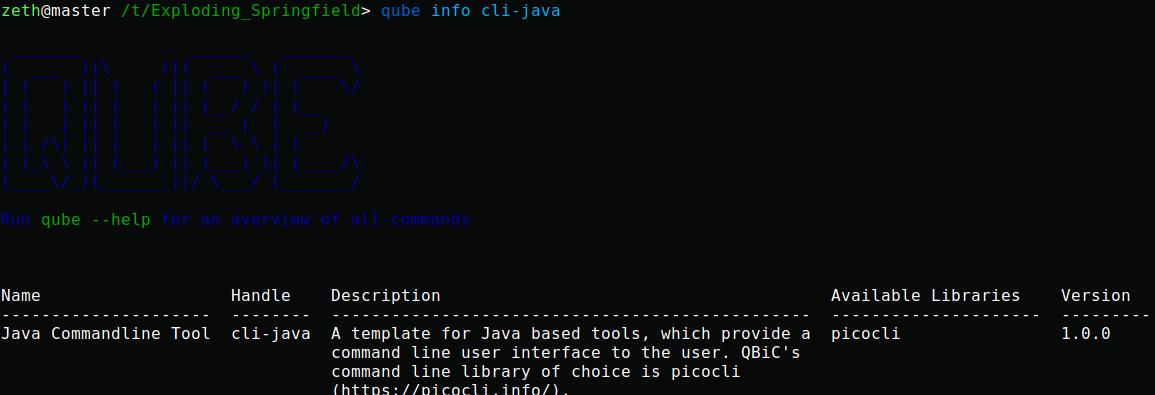 zeth@master /t/Exploding_Springfield> qube info cli-java
QUBE
Run qube --help for an overview of all commands
Name Handle Description Available Libraries Version
--------------------- -------- ------------------------------------------------ --------------------- ---------
Java Commandline Tool cli-java A template for Java based tools, which provide a picocli 1.0.0
command line user interface to the user. QBiC's
command line library of choice is picocli
(https://picocli.info/).